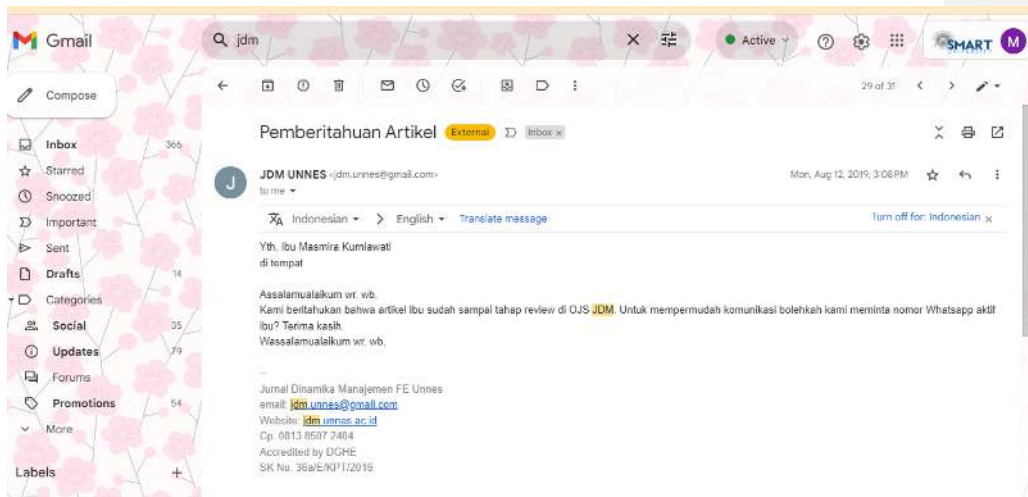 Gmail
jdm
Active
SMART
M
Compose
29 of 31
Inbox 365
Starred
Snoozed
Important
Sent
Drafts 14
Categories
Social 35
Updates 79
Forums
Promotions 54
More
Labels
Pemberitahuan Artikel External Inbox x
J
JDM UNNES <jdm.unnes@gmail.com>
Mon, Aug 12, 2019, 3:06 PM
to me
Indonesian > English Translate message
Turn off for: Indonesian x
Yth. Ibu Masmira Kurniawati
di tempat
Assalamualaikum wr. wb.
Kami beritahukan bahwa artikel Ibu sudah sampai tahap review di OJS JDM. Untuk mempermudah komunikasi bolehkah kami meminta nomor Whatsapp aktif
Ibu? Terima kasih.
Wassalamualaikum wr. wb.
--
Jurnal Dinamika Manajemen FE Unnes
email: jdm.unnes@gmail.com
Website: jdm.unnes.ac.id
Cp. 0813 8507 2404
Accredited by DGHE
SK No. 36a/E/KPT/2016